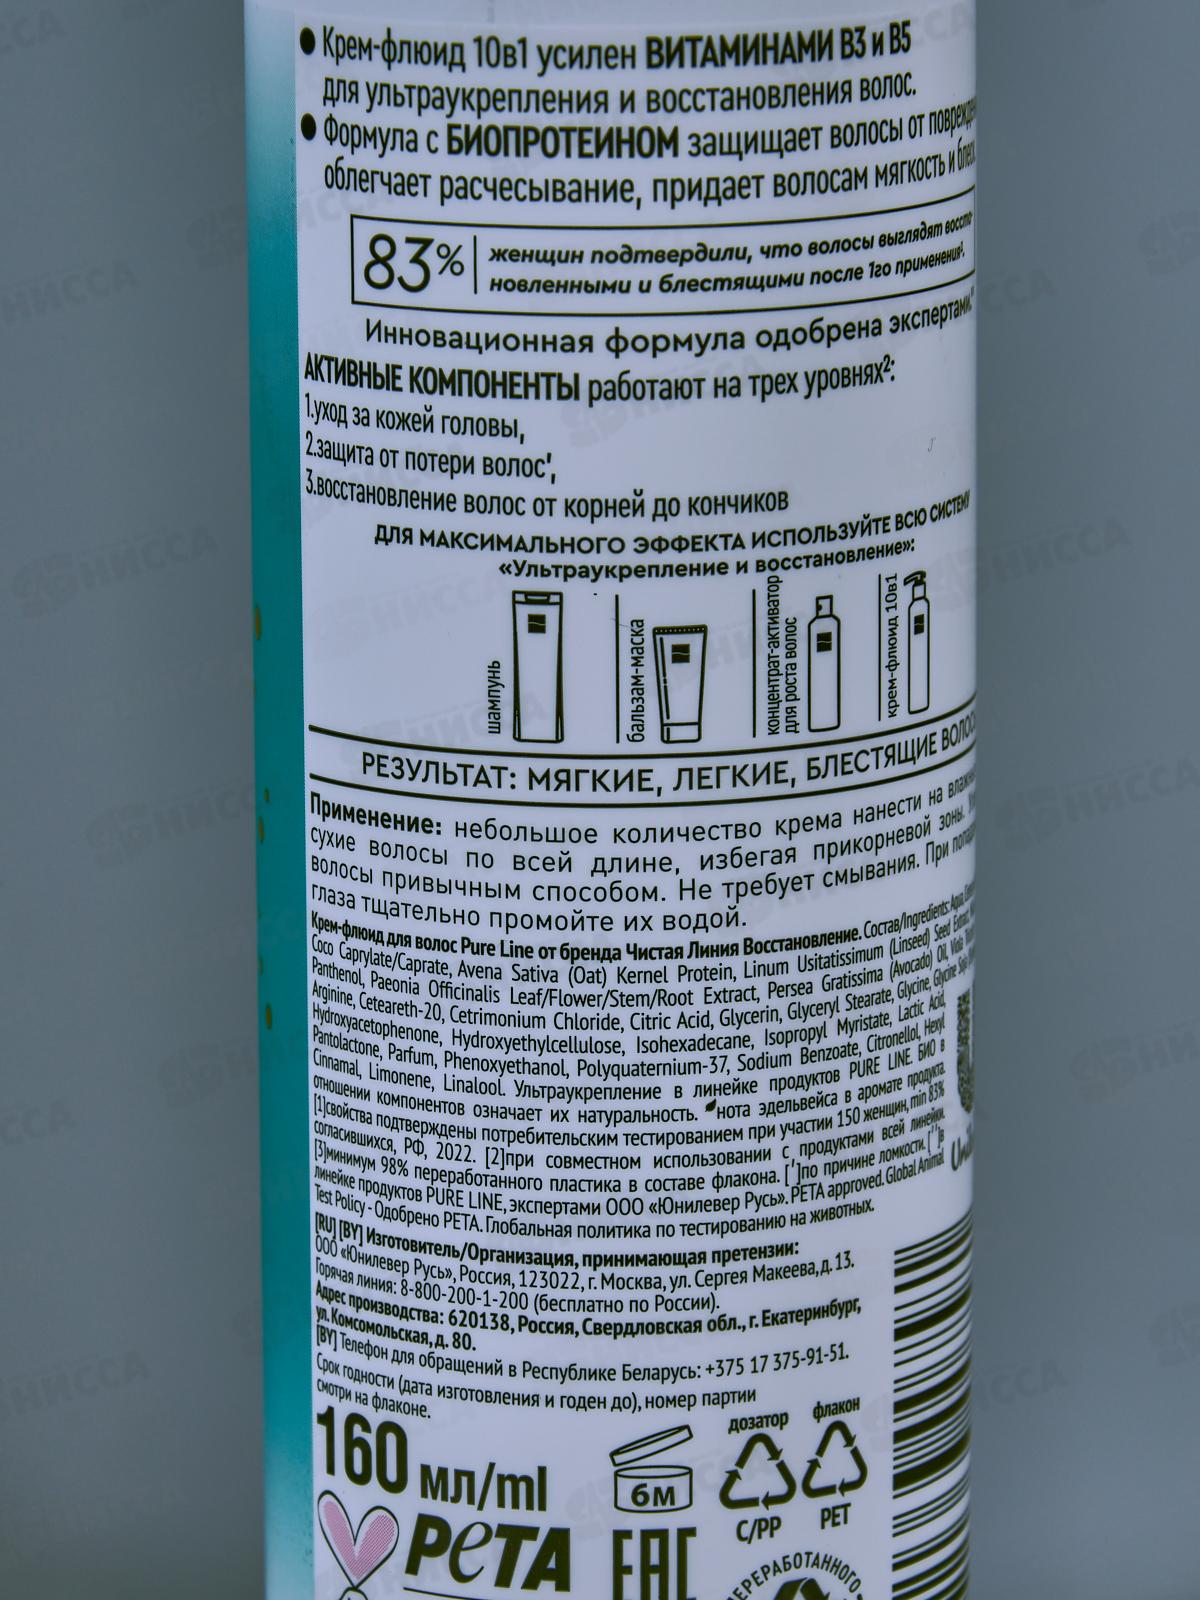 • Крем-флюид 10в1 усилен ВИТАМИНАМИ В3 и В5
для ультраукрепления и восстановления волос.
• Формула с БИОПРОТЕИНОМ защищает волосы от поврежден
облегчает расчесывание, придает волосам мягкость и блеск.
83% женщин подтвердили, что волосы выглядят восста-
новленными и блестящими после 1го применения¹.
Инновационная формула одобрена экспертами."
АКТИВНЫЕ КОМПОНЕНТЫ работают на трех уровнях²:
1.уход за кожей головы,
2.защита от потери волос',
3.восстановление волос от корней до кончиков
ДЛЯ МАКСИМАЛЬНОГО ЭФФЕКТА ИСПОЛЬЗУЙТЕ ВСЮ СИСТЕМУ
«Ультраукрепление и восстановление»:
шампунь
бальзам-маска
концентрат-активатор
для роста волос
крем-флюид 10в1
РЕЗУЛЬТАТ: МЯГКИЕ, ЛЕГКИЕ, БЛЕСТЯЩИЕ ВОЛОСЫ
Применение: небольшое количество крема нанести на влажн
сухие волосы по всей длине, избегая прикорневой зоны.
волосы привычным способом. Не требует смывания. При попада
глаза тщательно промойте их водой.
Крем-флюид для волос Pure Line от бренда Чистая Линия Восстановление. Состав/Ingredients: Aqua,
Coco Caprylate/Caprate, Avena Sativa (Oat) Kernel Protein, Linum Usitatissimum (Linseed) Seed Extract,
Panthenol, Paeonia Officinalis Leaf/Flower/Stem/Root Extract, Persea Gratissima (Avocado) Oil, Viola
Arginine, Ceteareth-20, Cetrimonium Chloride, Citric Acid, Glycerin, Glyceryl Stearate, Glycine, Glycine Soja
Hydroxyacetophenone, Hydroxyethylcellulose, Isohexadecane, Isopropyl Myristate, Lactic Acid,
Pantolactone, Parfum, Phenoxyethanol, Polyquaternium-37, Sodium Benzoate, Citronellol, Hexyl
Cinnamal, Limonene, Linalool. Ультраукрепление в линейке продуктов PURE LINE. БИО в
отношении компонентов означает их натуральность. нота эдельвейса в аромате продукта.
[1]свойства подтверждены потребительским тестированием при участии 150 женщин, min 83%
согласившихся, РФ, 2022. [2]при совместном использовании с продуктами всей линейки.
[3]минимум 98% переработанного пластика в составе флакона. [']по причине ломкости. ["]в
линейке продуктов PURE LINE, экспертами ООО «Юнилевер Русь». PETA approved. Global Animal
Test Policy - Одобрено PETA. Глобальная политика по тестированию на животных.
[RU] [BY] Изготовитель/Организация, принимающая претензии:
ООО «Юнилевер Русь», Россия, 123022, г. Москва, ул. Сергея Макеева, д. 13.
Горячая линия: 8-800-200-1-200 (бесплатно по России).
Адрес производства: 620138, Россия, Свердловская обл., г. Екатеринбург,
ул. Комсомольская, д. 80.
[BY] Телефон для обращений в Республике Беларусь: +375 17 375-91-51.
Срок годности (дата изготовления и годен до), номер партии
смотри на флаконе.
160 мл/ml
6м
дозатор
флакон
C/PP
PET
PETA
EAC
ПЕРЕРАБОТАННОГО
НИССА